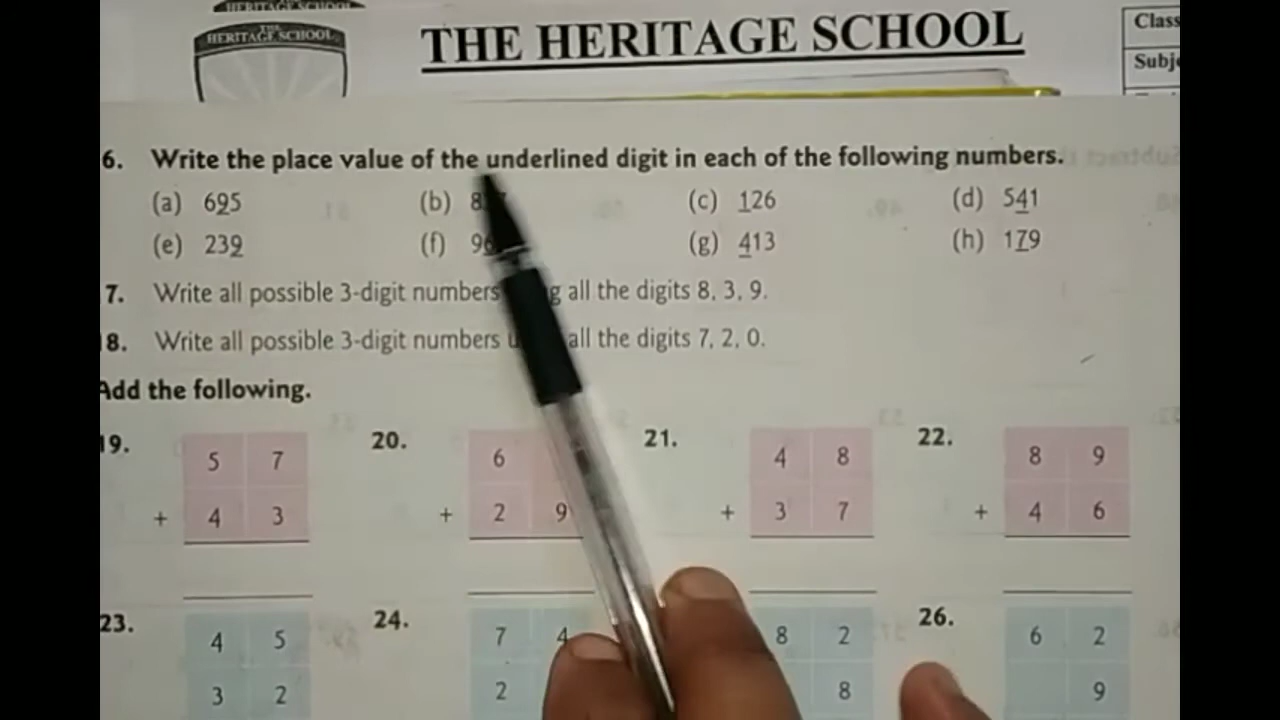 HERITAGE SCHOOL
THE
HERITAGE SCHOOL
THE HERITAGE SCHOOL
Class
6. Write the place value of the underlined digit in each of the following numbers.
(a) 695 (b) (c) 126 (d) 541
(e) 239 (f) (g) 413 (h) 179
7. Write all possible 3-digit numbers all the digits 8, 3, 9.
8. Write all possible 3-digit numbers all the digits 7, 2, 0.
Add the following.
19. 20. 21. 22.
5 7 6 4 8 8 9
+ 4 3 + 2 9 + 3 7 + 4 6
23. 24. 26.
4 5 7 4 8 2 6 2
3 2 2 8 9